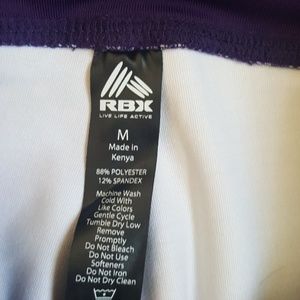 RBX
LIVE LIFE ACTIVE
M
Made in
Kenya
88% POLYESTER
12% SPANDEX
Machine Wash
Cold With
Like Colors
Gentle Cycle
Tumble Dry Low
Remove
Promptly
Do Not Bleach
Do Not Use
Softeners
Do Not Iron
Do Not Dry Clean